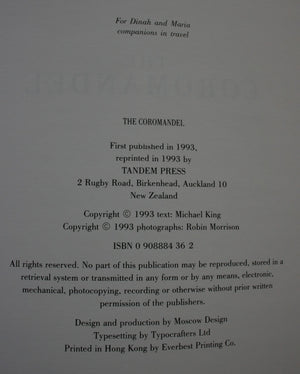 For Dinah and Maria
companions in travel
THE
COROMANDEL
THE COROMANDEL
First published in 1993,
reprinted in 1993 by
TANDEM PRESS
2 Rugby Road, Birkenhead, Auckland 10
New Zealand
Copyright © 1993 text: Michael King
Copyright © 1993 photographs: Robin Morrison
ISBN 0 908884 36 2
All rights reserved. No part of this publication may be reproduced, stored in a
retrieval system or transmitted in any form or by any means, electronic,
mechanical, photocopying, recording or otherwise without prior written
permission of the publishers.
Design and production by Moscow Design
Typesetting by Typocrafters Ltd
Printed in Hong Kong by Everbest Printing Co.